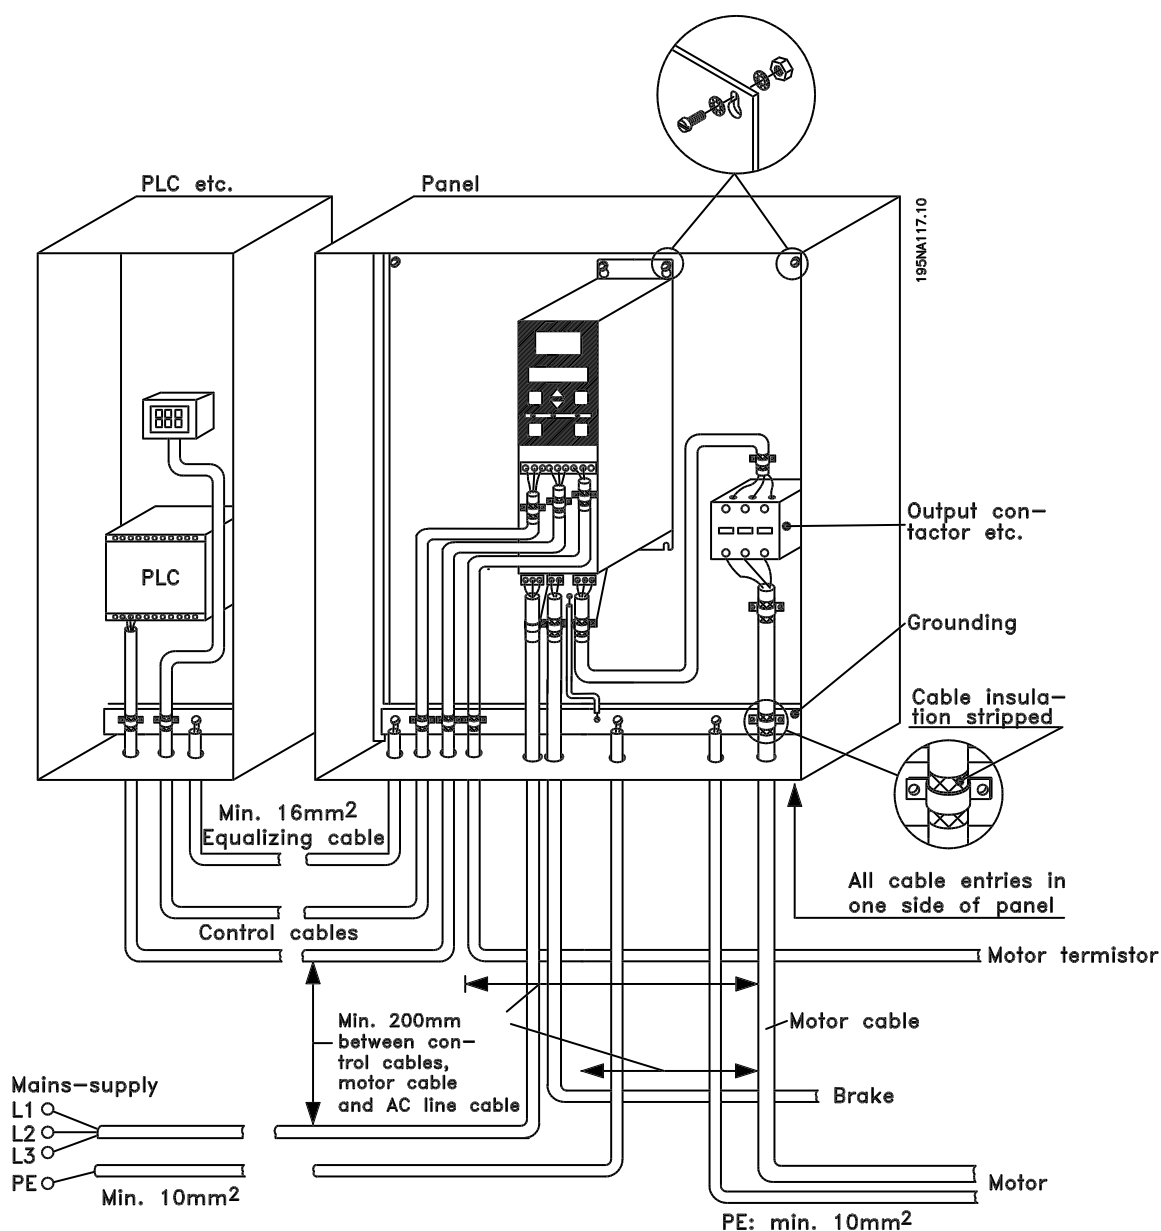 PLC etc.
Panel
195NA117.10
PLC
Output con-
tactor etc.
Grounding
Cable insula-
tion stripped
Min. 16mm2
Equalizing cable
All cable entries in
one side of panel
Control cables
Motor termistor
Min. 200mm
between con-
trol cables,
motor cable
and AC line cable
Motor cable
Mains-supply
L1
L2
L3
PE
Min. 10mm2
Brake
Motor
PE: min. 10mm2